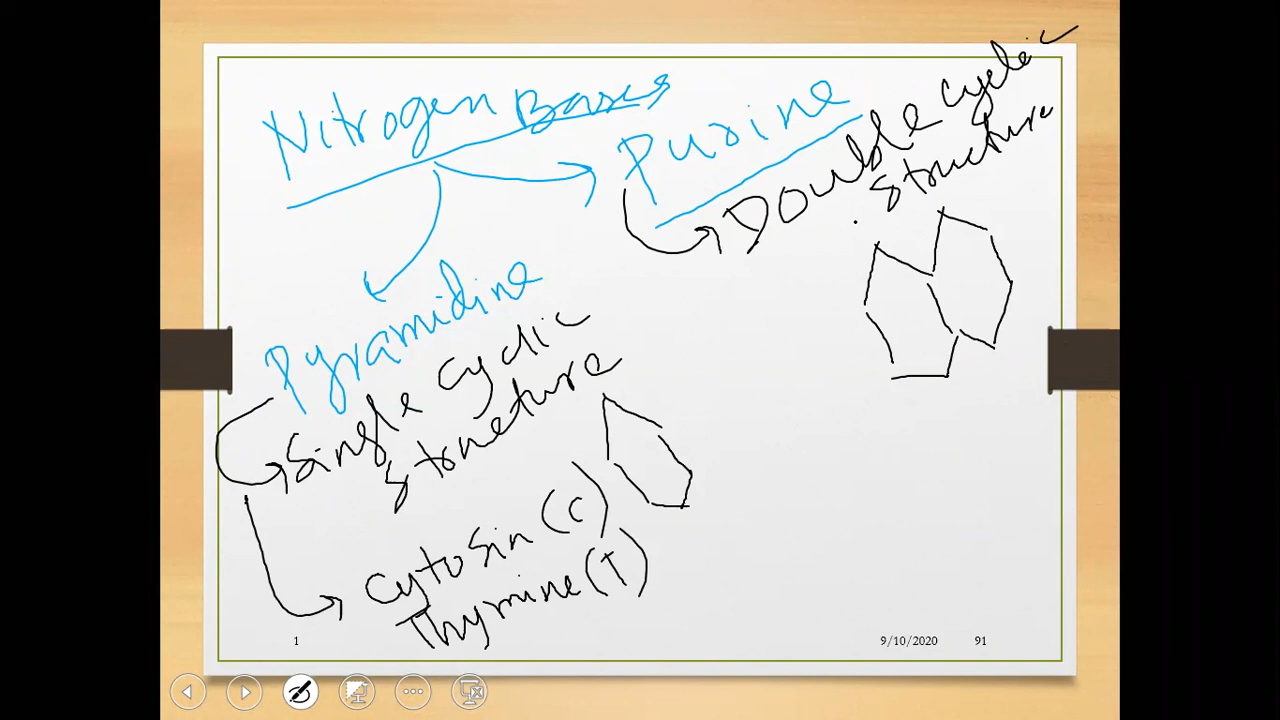 Nitrogen Bases
Purine
Double cyclic
structure
Pyramidine
Single cyclic
structure
Cytosin (C)
Thymine (T)
1
9/10/2020
91